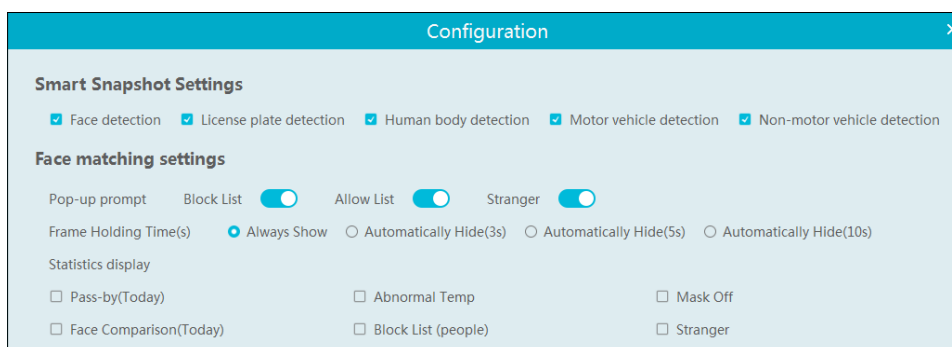 Configuration
Smart Snapshot Settings
Face detection License plate detection Human body detection Motor vehicle detection Non-motor vehicle detection
Face matching settings
Pop-up prompt Block List Allow List Stranger
Frame Holding Time(s) Always Show Automatically Hide(3s) Automatically Hide(5s) Automatically Hide(10s)
Statistics display
Pass-by(Today) Abnormal Temp Mask Off
Face Comparison(Today) Block List (people) Stranger